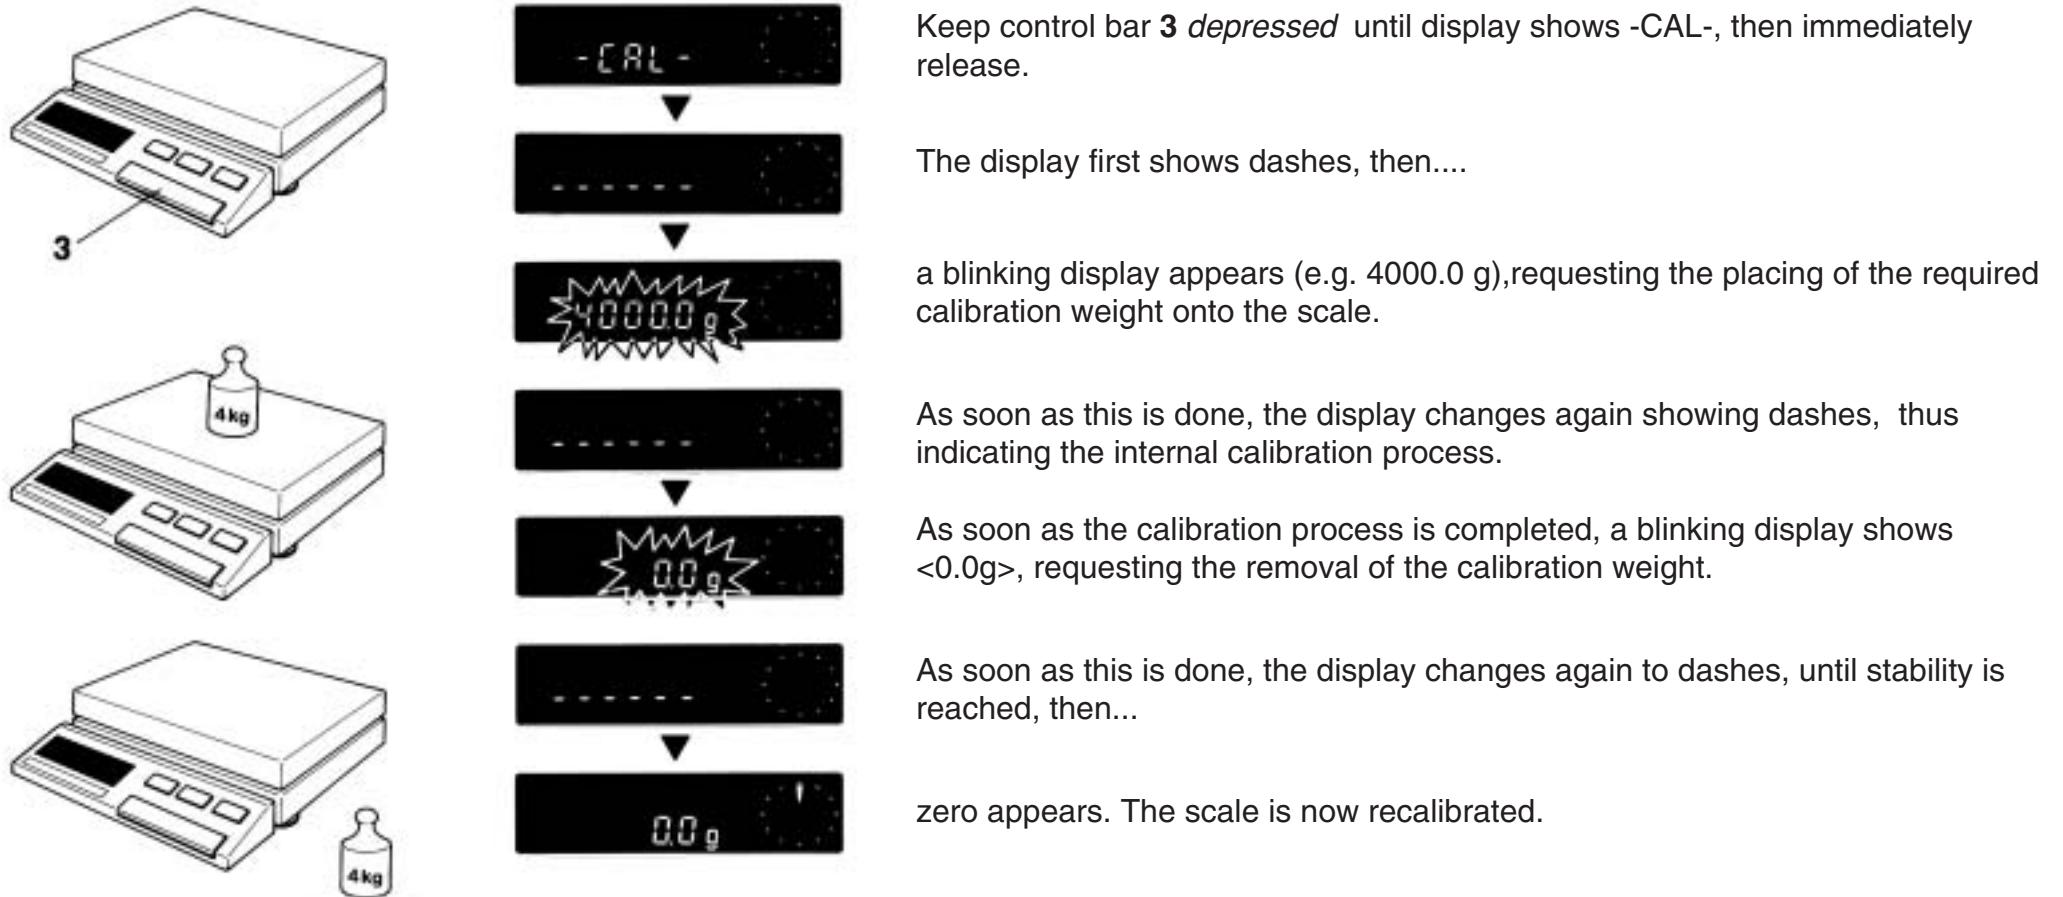 -CAL-
Keep control bar 3 depressed until display shows -CAL-, then immediately
release.
3
------
The display first shows dashes, then....
4000.0 g
a blinking display appears (e.g. 4000.0 g),requesting the placing of the required
calibration weight onto the scale.
4kg
------
As soon as this is done, the display changes again showing dashes, thus
indicating the internal calibration process.
0.0 g
As soon as the calibration process is completed, a blinking display shows
<0.0g>, requesting the removal of the calibration weight.
------
As soon as this is done, the display changes again to dashes, until stability is
reached, then...
0.0 g
zero appears. The scale is now recalibrated.
4kg